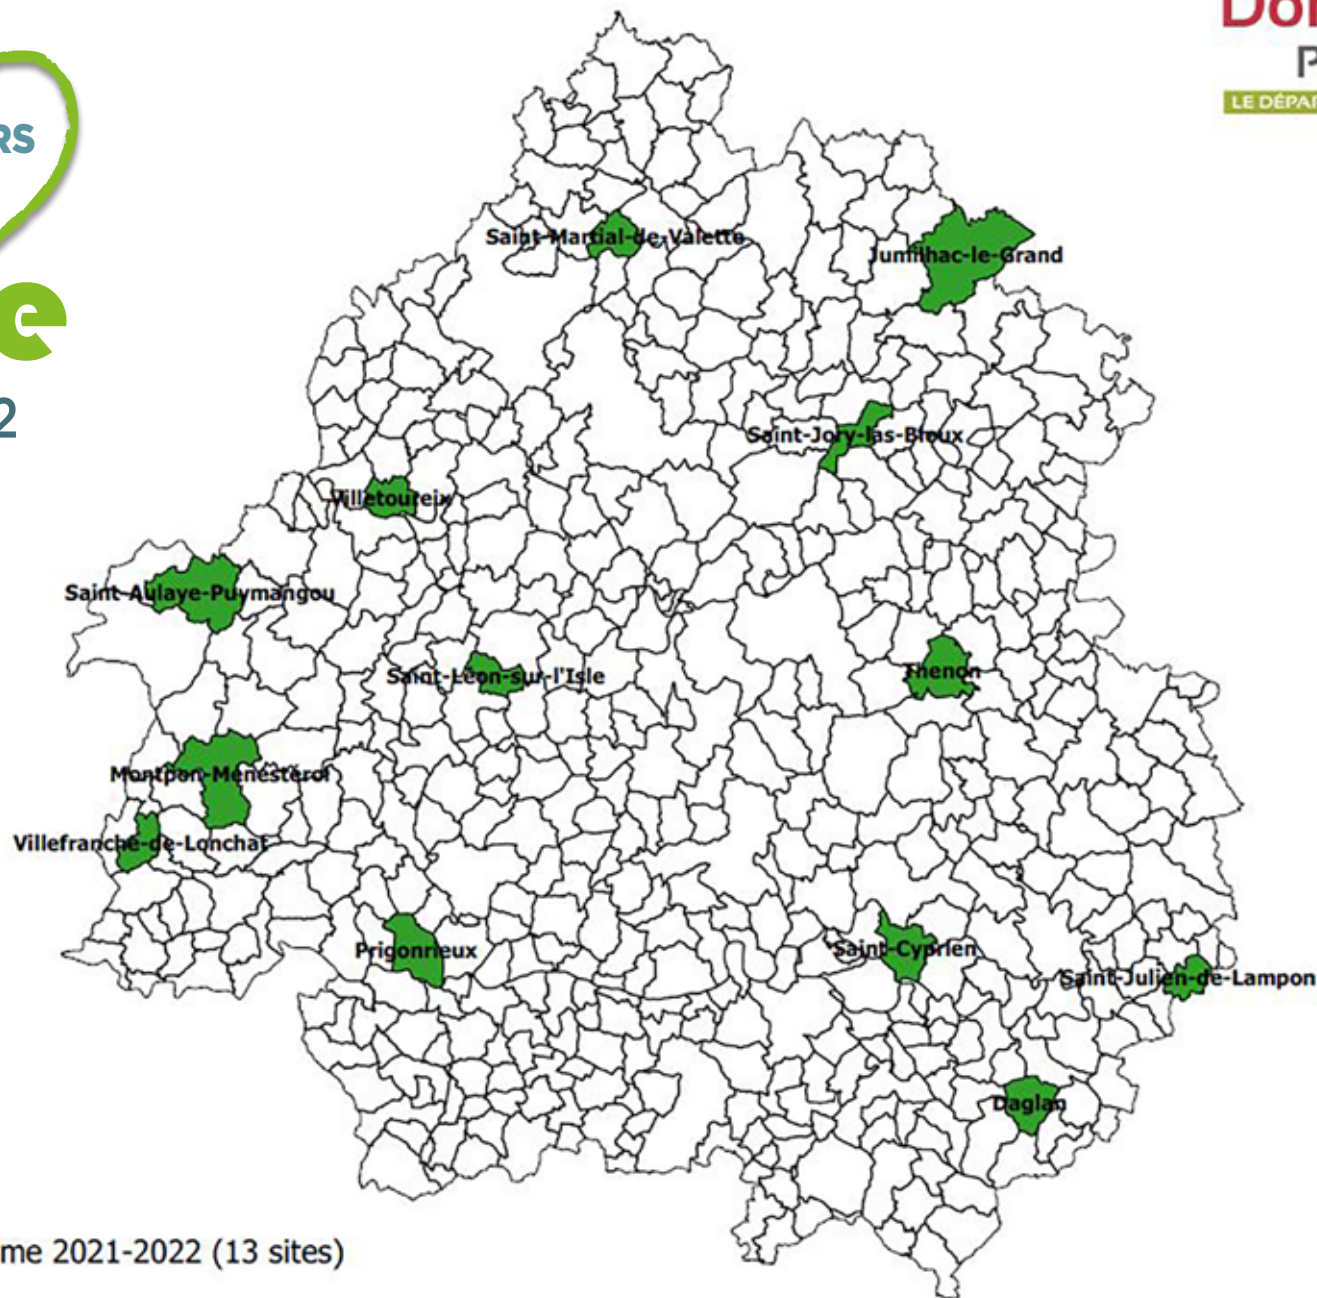 Dor
P
LE DÉPAR
RS
e
2
Saint-Martial-de-Valette
Jumilhac-le-Grand
Saint-Jory-las-Bloux
Villetoureix
Saint-Aulaye-Puymangou
Saint-Léon-sur-l'Isle
Thenon
Montpon-Ménestérol
Villefranche-de-Lonchat
Prigonrieux
Saint-Cyprien
Saint-Julien-de-Lampon
Daglan
me 2021-2022 (13 sites)